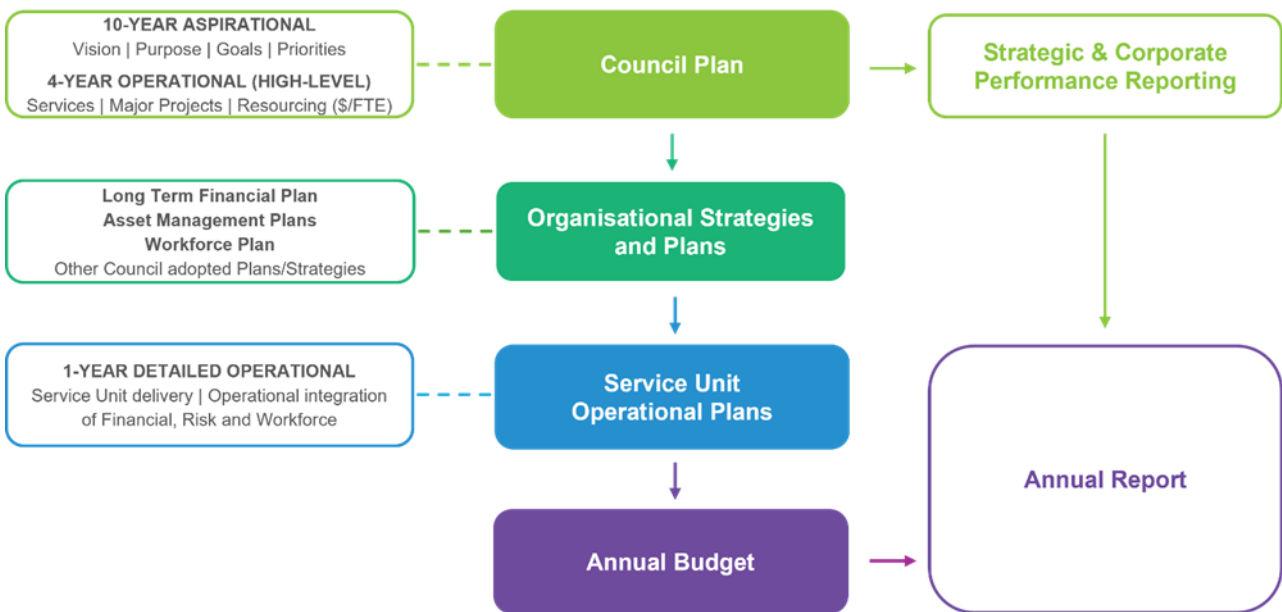 10-YEAR ASPIRATIONAL
Vision | Purpose | Goals | Priorities
4-YEAR OPERATIONAL (HIGH-LEVEL)
Services | Major Projects | Resourcing ($/FTE)
Council Plan
Strategic & Corporate
Performance Reporting
Long Term Financial Plan
Asset Management Plans
Workforce Plan
Other Council adopted Plans/Strategies
Organisational Strategies
and Plans
1-YEAR DETAILED OPERATIONAL
Service Unit delivery | Operational integration
of Financial, Risk and Workforce
Service Unit
Operational Plans
Annual Report
Annual Budget